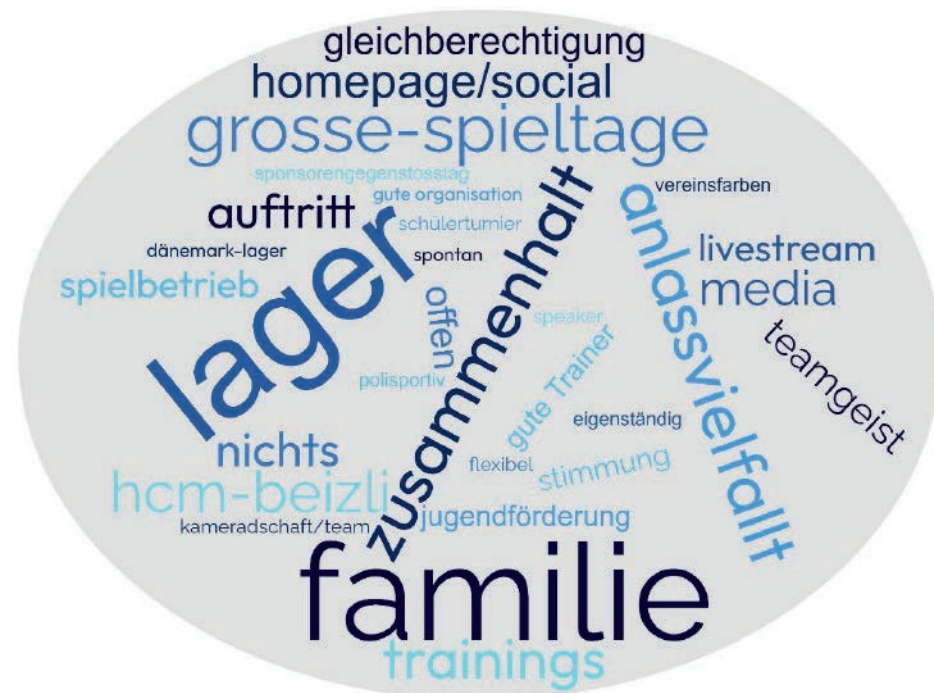 gleichberechtigung
homepage/social
grosse-spieltage
sponsorengegenstosstag
gute organisation
vereinsfarben
auftritt
schülerturnier
dänemark-lager
spontan
livestream
spielbetrieb
lager
offen
zusammenhalt
anlassvielfallt
media
speaker
teamgeist
polisportiv
gute Trainer
eigenständig
nichts
flexibel
stimmung
hcm-beizli
kameradschaft/team
jugendförderung
familie
trainings